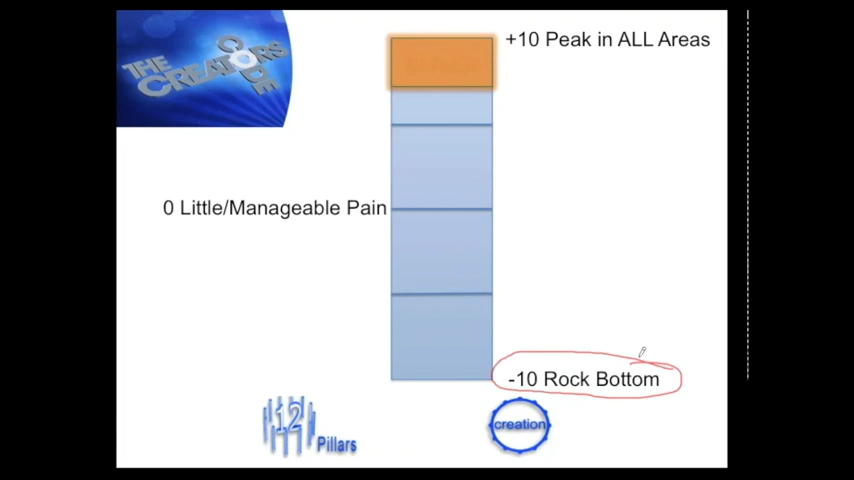 THE
CREATORS
CODE
+10 Peak in ALL Areas
0 Little/Manageable Pain
-10 Rock Bottom
12
Pillars
creation